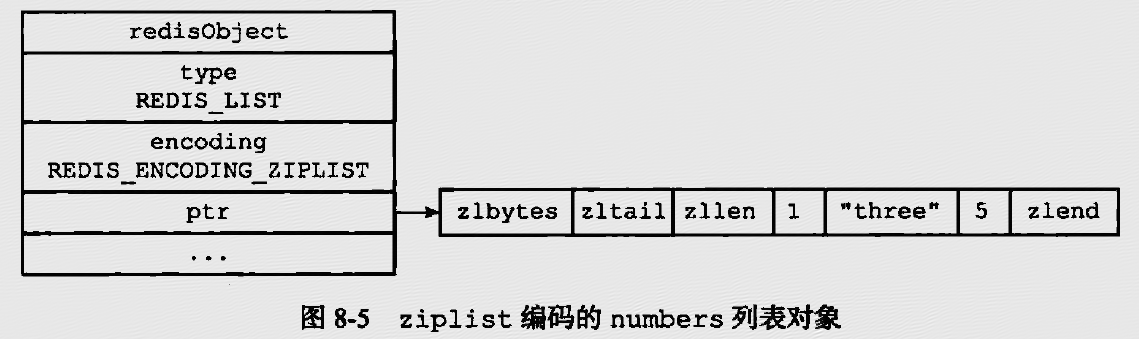 redisObject
type
REDIS_LIST
encoding
REDIS_ENCODING_ZIPLIST
ptr
zlbytes zltail zllen 1 "three" 5 zlend
...
图 8-5 ziplist 编码的 numbers 列表对象